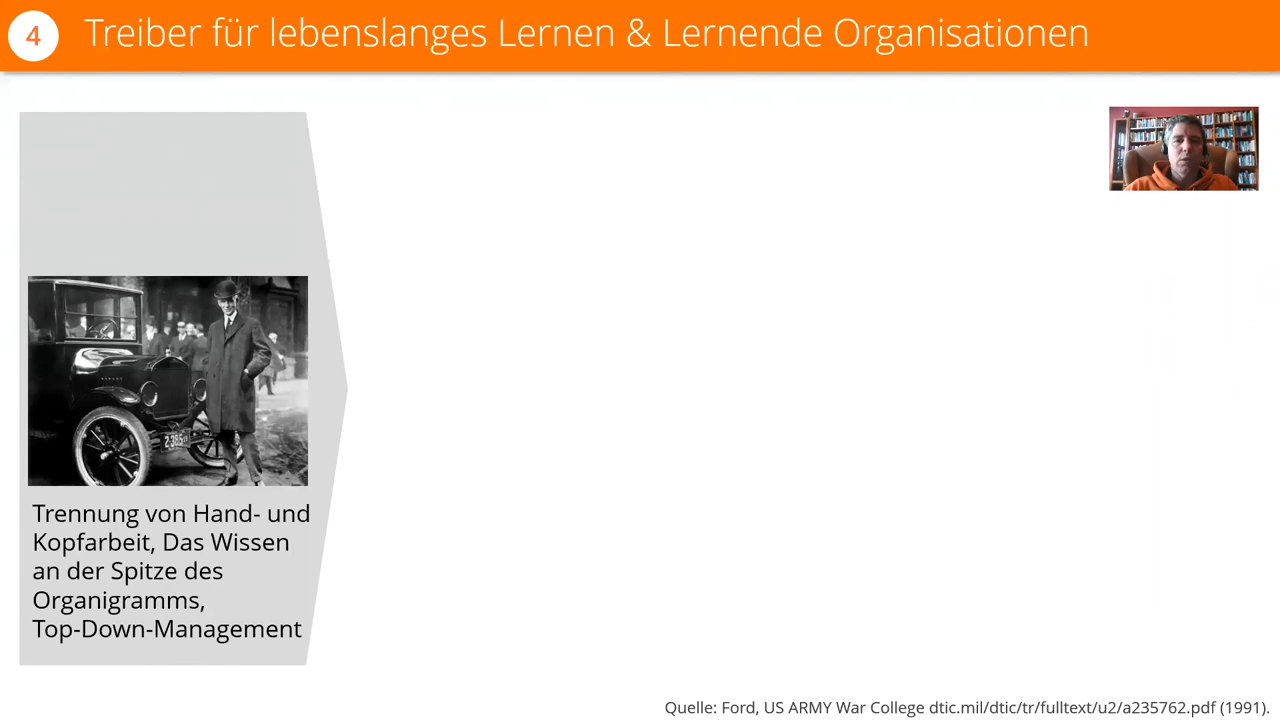 4
Treiber für lebenslanges Lernen & Lernende Organisationen
Trennung von Hand- und
Kopfarbeit, Das Wissen
an der Spitze des
Organigramms,
Top-Down-Management
Quelle: Ford, US ARMY War College dtic.mil/dtic/tr/fulltext/u2/a235762.pdf (1991).